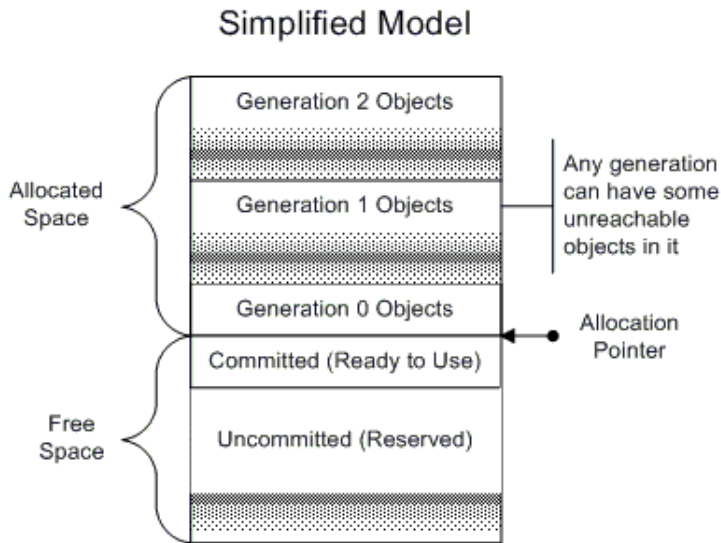 Simplified Model
Generation 2 Objects
Allocated
Space
Generation 1 Objects
Any generation
can have some
unreachable
objects in it
Generation 0 Objects
Allocation
Pointer
Committed (Ready to Use)
Free
Space
Uncommitted (Reserved)